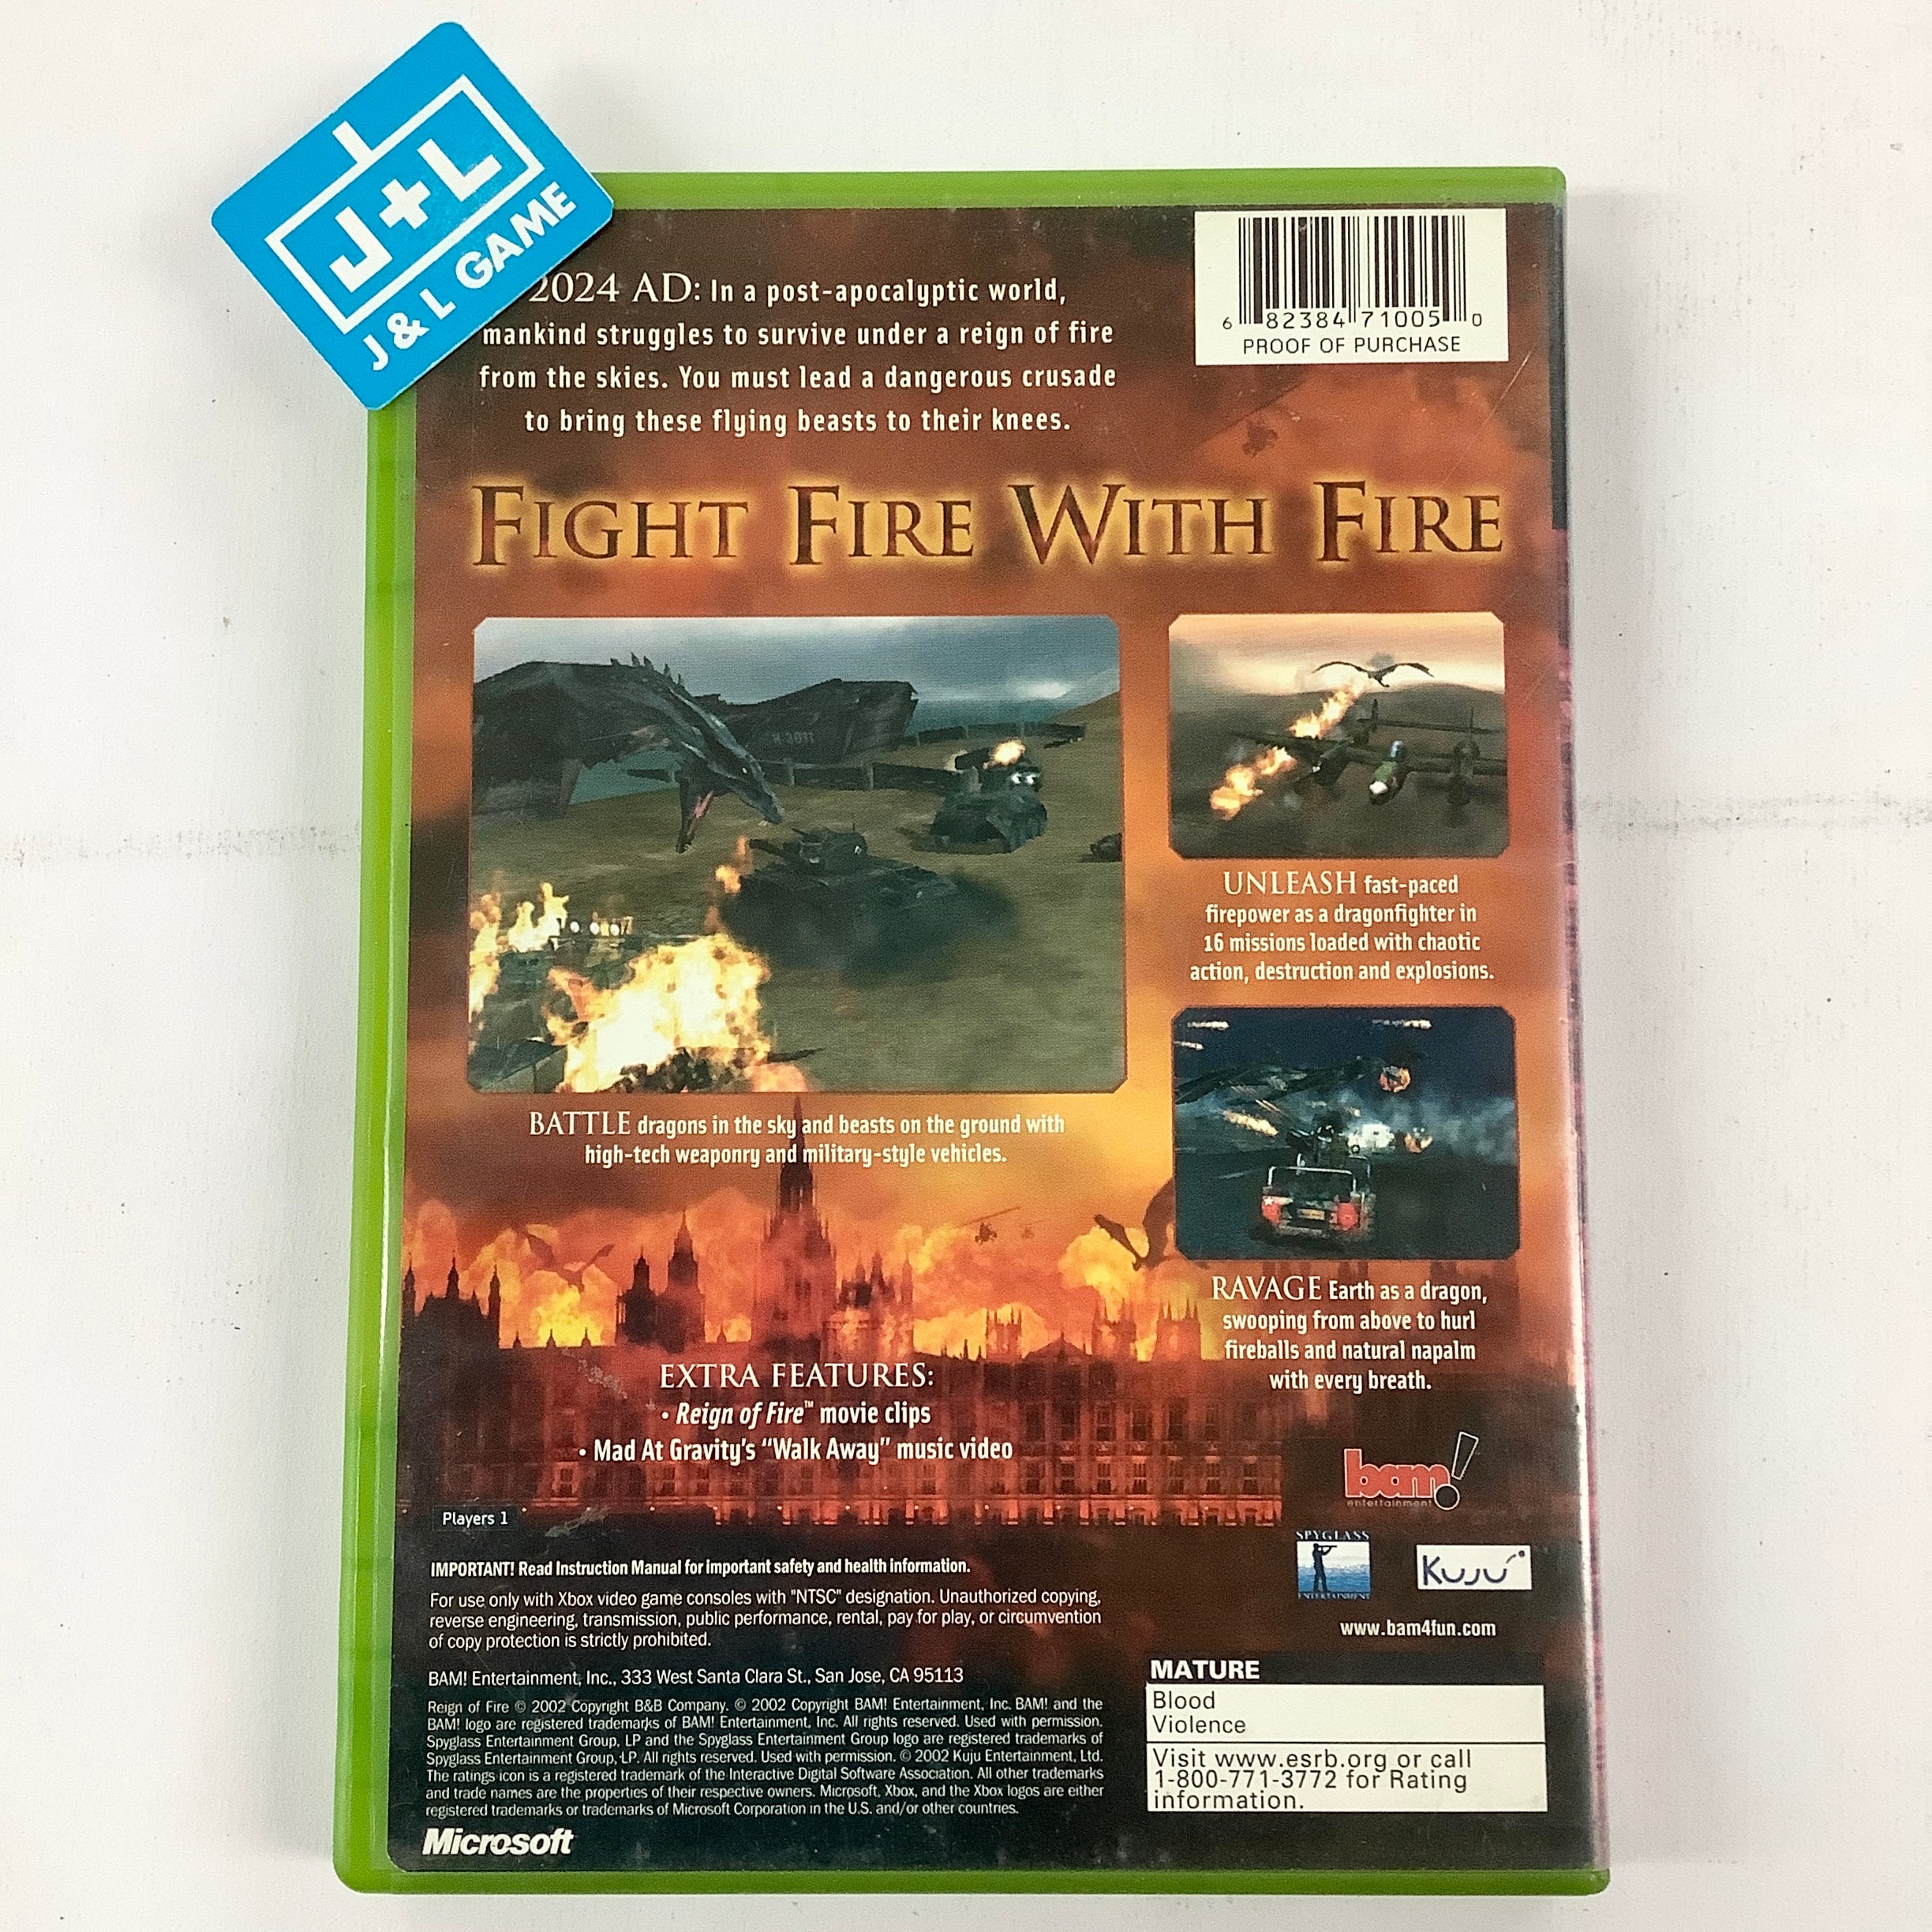 J+L
J & L GAME
2024 AD: In a post-apocalyptic world,
mankind struggles to survive under a reign of fire
from the skies. You must lead a dangerous crusade
to bring these flying beasts to their knees.
6 82384 71005 0
PROOF OF PURCHASE
FIGHT FIRE WITH FIRE
UNLEASH fast-paced
firepower as a dragonfighter in
16 missions loaded with chaotic
action, destruction and explosions.
BATTLE dragons in the sky and beasts on the ground with
high-tech weaponry and military-style vehicles.
RAVAGE Earth as a dragon,
swooping from above to hurl
fireballs and natural napalm
with every breath.
EXTRA FEATURES:
• Reign of Fire™ movie clips
• Mad At Gravity's "Walk Away" music video
bam!
entertainment
Players 1
SPYGLASS
ENTERTAINMENT
Kuju
www.bam4fun.com
IMPORTANT! Read Instruction Manual for important safety and health information.
For use only with Xbox video game consoles with "NTSC" designation. Unauthorized copying,
reverse engineering, transmission, public performance, rental, pay for play, or circumvention
of copy protection is strictly prohibited.
BAM! Entertainment, Inc., 333 West Santa Clara St., San Jose, CA 95113
Reign of Fire © 2002 Copyright B&B Company. © 2002 Copyright BAM! Entertainment, Inc. BAM! and the
BAM! logo are registered trademarks of BAM! Entertainment, Inc. All rights reserved. Used with permission.
Spyglass Entertainment Group, LP and the Spyglass Entertainment Group logo are registered trademarks of
Spyglass Entertainment Group, LP. All rights reserved. Used with permission. © 2002 Kuju Entertainment, Ltd.
The ratings icon is a registered trademark of the Interactive Digital Software Association. All other trademarks
and trade names are the properties of their respective owners. Microsoft, Xbox, and the Xbox logos are either
registered trademarks or trademarks of Microsoft Corporation in the U.S. and/or other countries.
Microsoft
MATURE
Blood
Violence
Visit www.esrb.org or call
1-800-771-3772 for Rating
information.